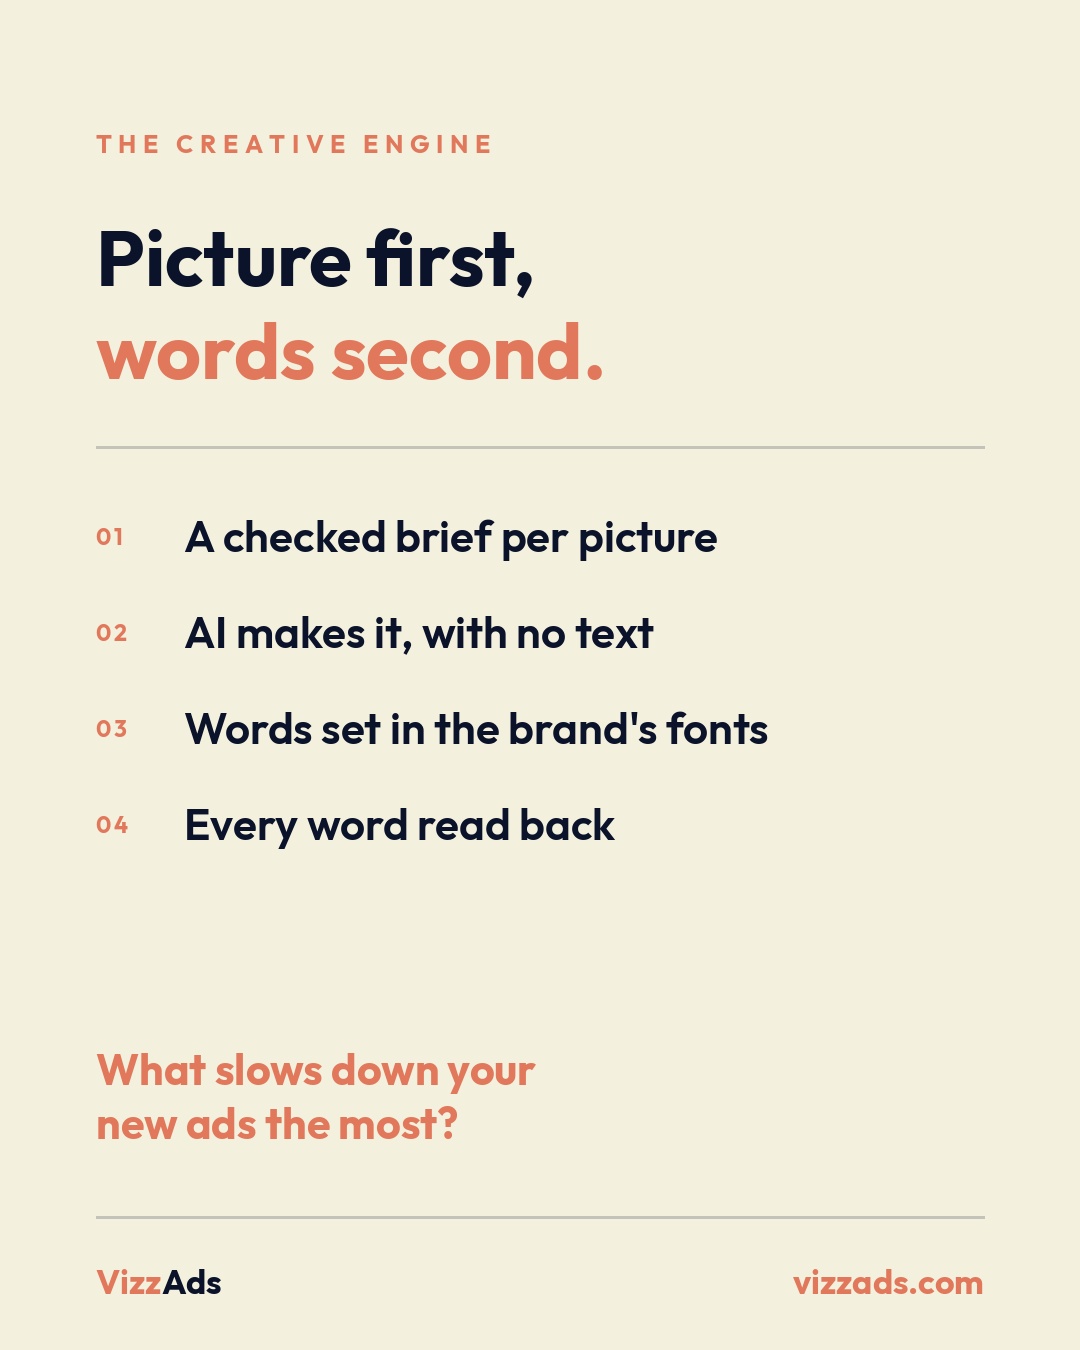 THE CREATIVE ENGINE
Picture first,
words second.
01 A checked brief per picture
02 AI makes it, with no text
03 Words set in the brand's fonts
04 Every word read back
What slows down your
new ads the most?
VizzAds vizzads.com